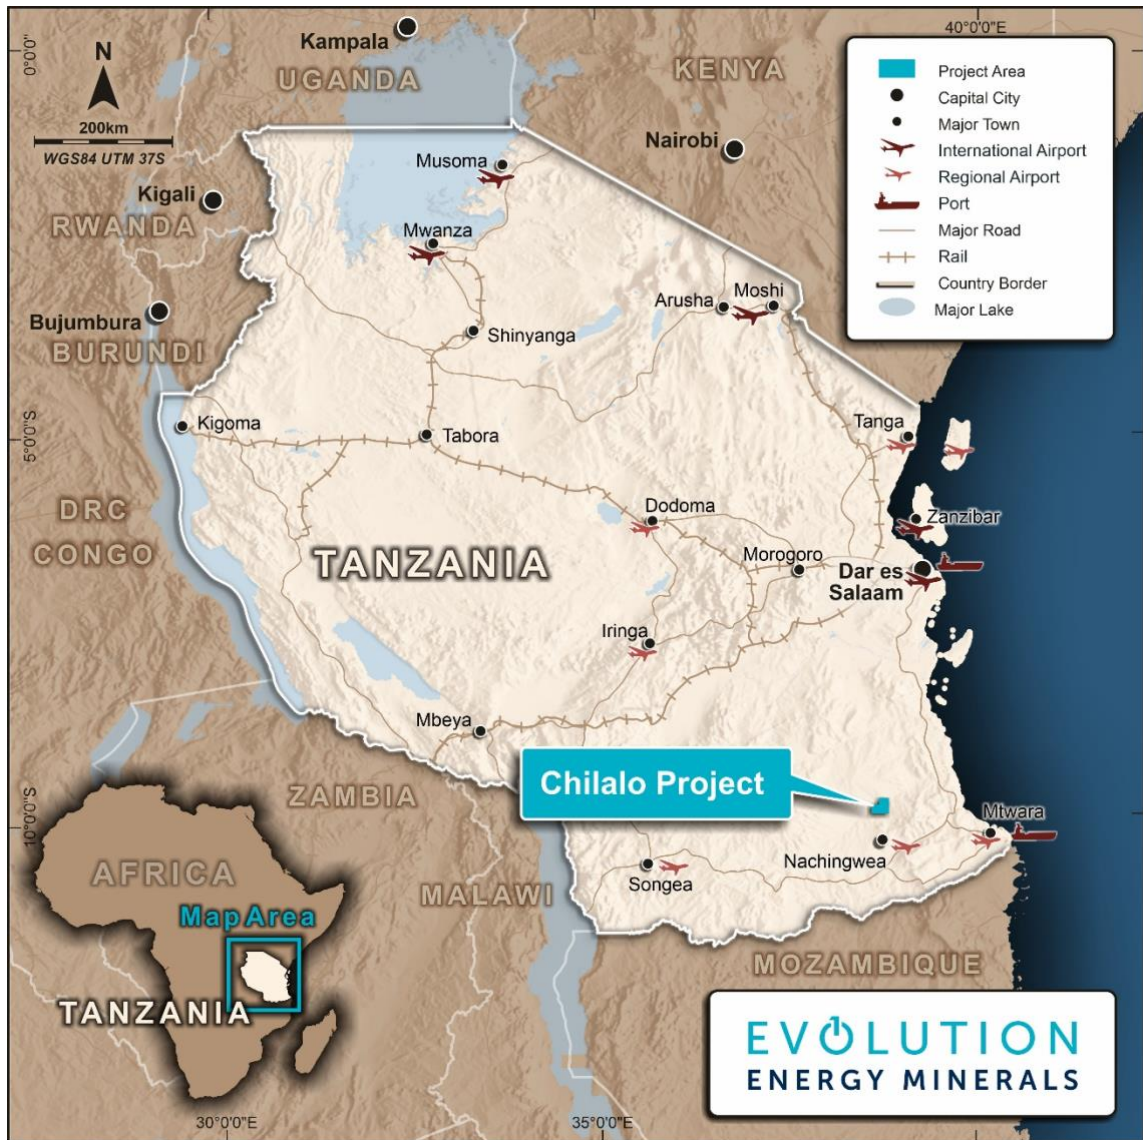 40°0'0"E
0°0'0"
N
200km
WGS84 UTM 37S
Kampala
UGANDA
KENYA
Nairobi
Kigali
RWANDA
Bujumbura
BURUNDI
Project Area
Capital City
Major Town
International Airport
Regional Airport
Port
Major Road
Rail
Country Border
Major Lake
Musoma
Mwanza
Arusha
Moshi
Shinyanga
Kigoma
Tabora
Tanga
5°0'0"S
DRC
CONGO
Dodoma
Zanzibar
TANZANIA
Morogoro
Dar es
Salaam
Iringa
Mbeya
Chilalo Project
Mtwara
Nachingwea
Songea
10°0'0"S
ZAMBIA
MALAWI
MOZAMBIQUE
AFRICA
Map Area
TANZANIA
EVOLUTION
ENERGY MINERALS
30°0'0"E
35°0'0"E